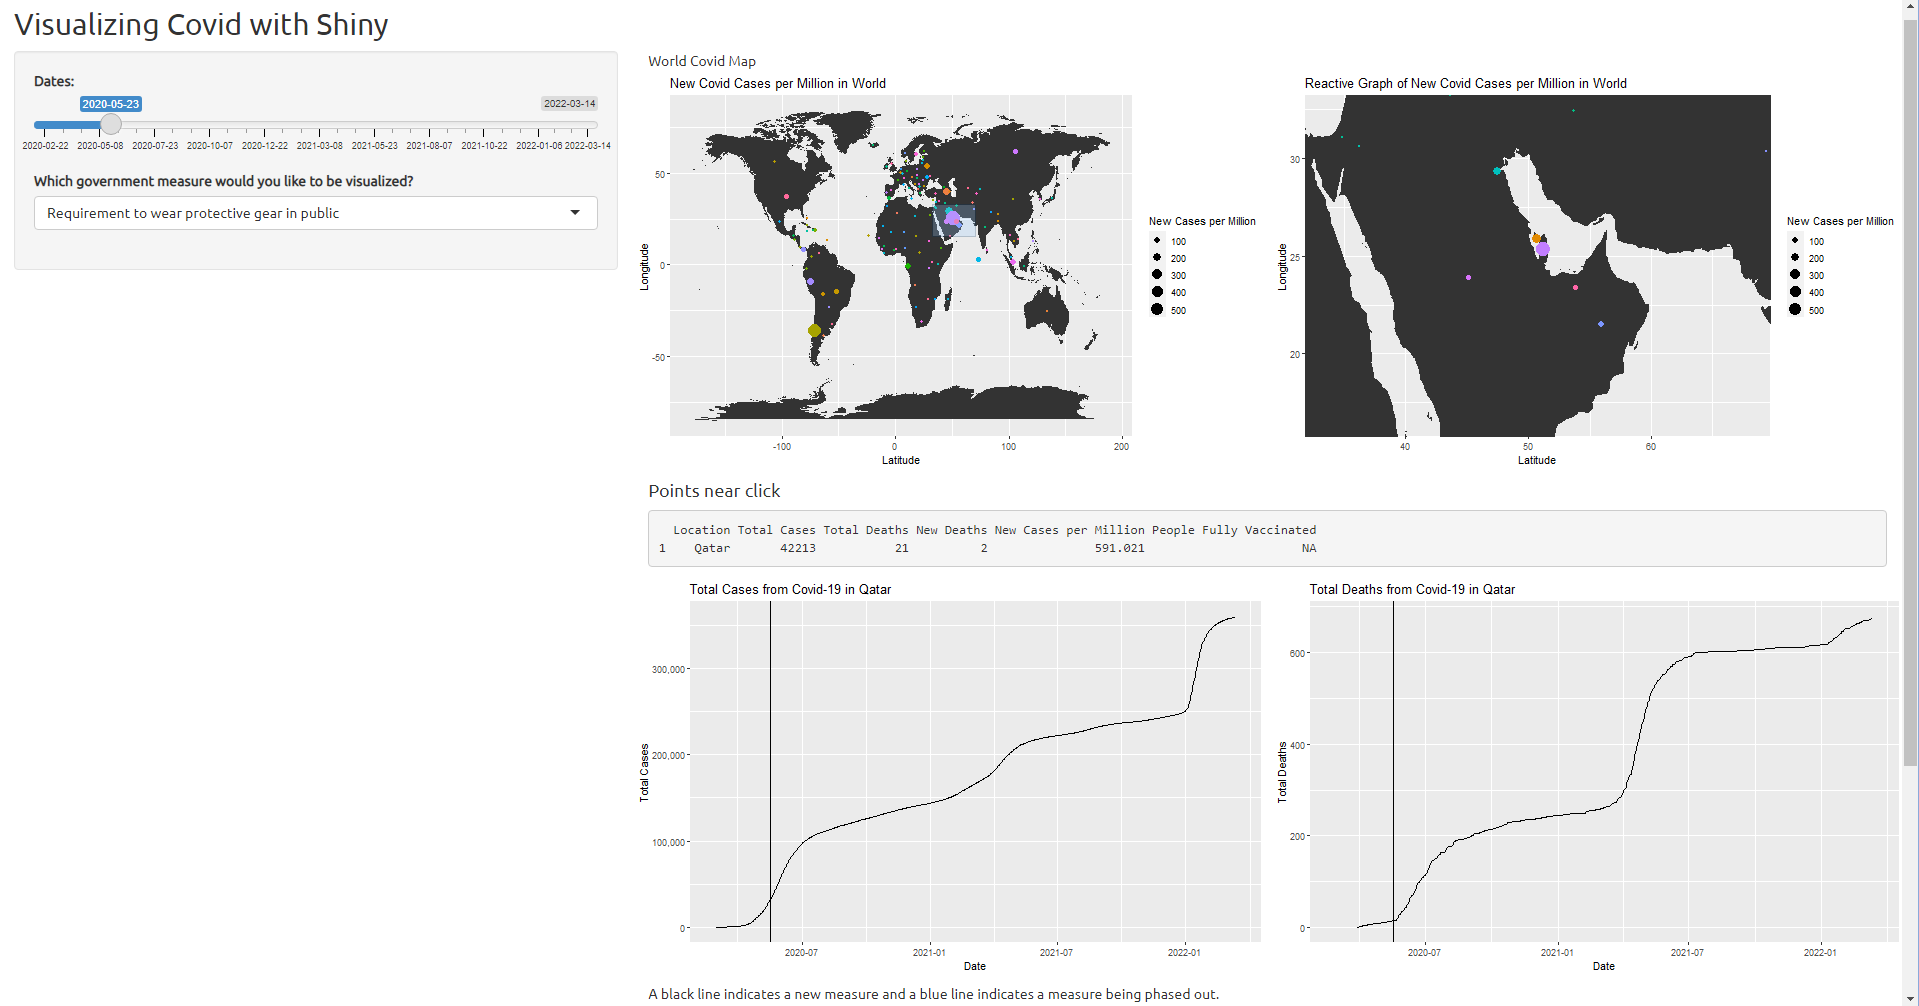 Visualizing Covid with Shiny
Dates:
2020-05-23
2022-03-14
2020-02-22 2020-05-08 2020-07-23 2020-10-07 2020-12-22 2021-03-08 2021-05-23 2021-08-07 2021-10-22 2022-01-06 2022-03-14
Which government measure would you like to be visualized?
Requirement to wear protective gear in public
World Covid Map
New Covid Cases per Million in World
50
0
-50
Longitude
-100 0 100 200
Latitude
New Cases per Million
100
200
300
400
500
Reactive Graph of New Covid Cases per Million in World
30
25
20
Longitude
40 50 60
Latitude
New Cases per Million
100
200
300
400
500
Points near click
Location Total Cases Total Deaths New Deaths New Cases per Million People Fully Vaccinated
1 Qatar 42213 21 2 591.021 NA
Total Cases from Covid-19 in Qatar
300,000
200,000
100,000
0
Total Cases
2020-07 2021-01 2021-07 2022-01
Date
Total Deaths from Covid-19 in Qatar
600
400
200
0
Total Deaths
2020-07 2021-01 2021-07 2022-01
Date
A black line indicates a new measure and a blue line indicates a measure being phased out.